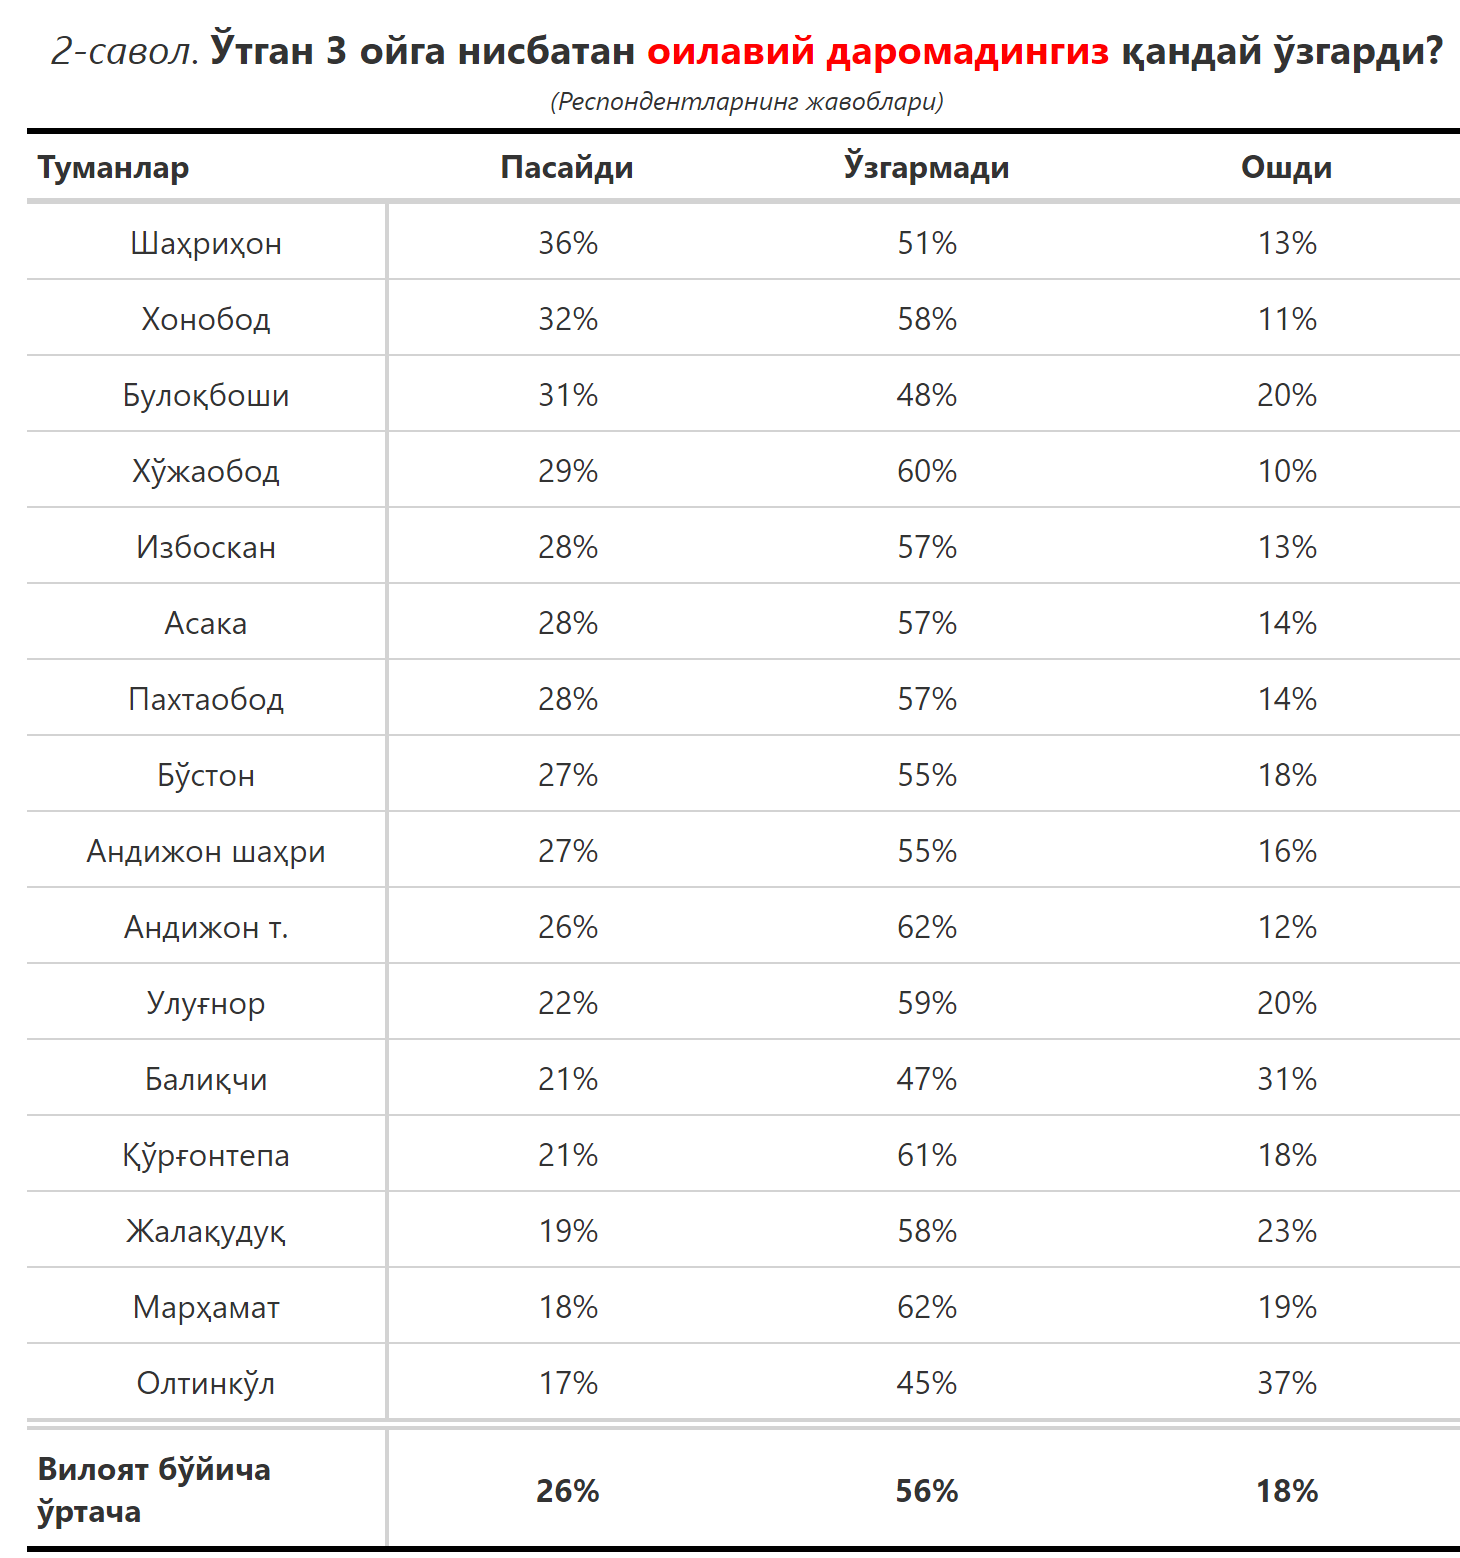 2-савол. Ўтган 3 ойга нисбатан оилавий даромадингиз қандай ўзгарди?
(Респондентларнинг жавоблари)
Туманлар Пасайди Ўзгармади Ошди
Шаҳриҳон 36% 51% 13%
Хонобод 32% 58% 11%
Булоқбоши 31% 48% 20%
Хўжаобод 29% 60% 10%
Избоскан 28% 57% 13%
Асака 28% 57% 14%
Пахтаобод 28% 57% 14%
Бўстон 27% 55% 18%
Андижон шаҳри 27% 55% 16%
Андижон т. 26% 62% 12%
Улуғнор 22% 59% 20%
Балиқчи 21% 47% 31%
Қўрғонтепа 21% 61% 18%
Жалақудуқ 19% 58% 23%
Марҳамат 18% 62% 19%
Олтинкўл 17% 45% 37%
Вилоят бўйича
ўртача 26% 56% 18%